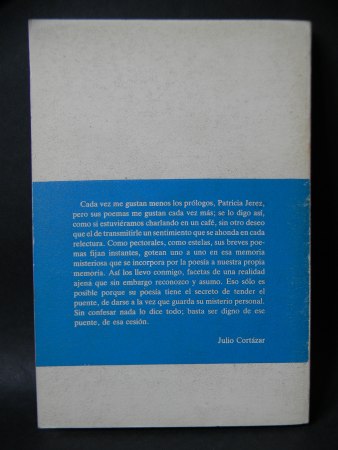 Cada vez me gustan menos los prólogos, Patricia Jerez,
pero sus poemas me gustan cada vez más; se lo digo así,
como si estuviéramos charlando en un café, sin otro deseo
que el de transmitirle un sentimiento que se ahonda en cada
relectura. Como pectorales, como estelas, sus breves poe-
mas fijan instantes, gotean uno a uno en esa memoria
misteriosa que se incorpora por la poesía a nuestra propia
memoria. Así los llevo conmigo, facetas de una realidad
ajena que sin embargo reconozco y asumo. Eso sólo es
posible porque su poesía tiene el secreto de tender el
puente, de darse a la vez que guarda su misterio personal.
Sin confesar nada lo dice todo; basta ser digno de ese
puente, de esa cesión.
Julio Cortázar